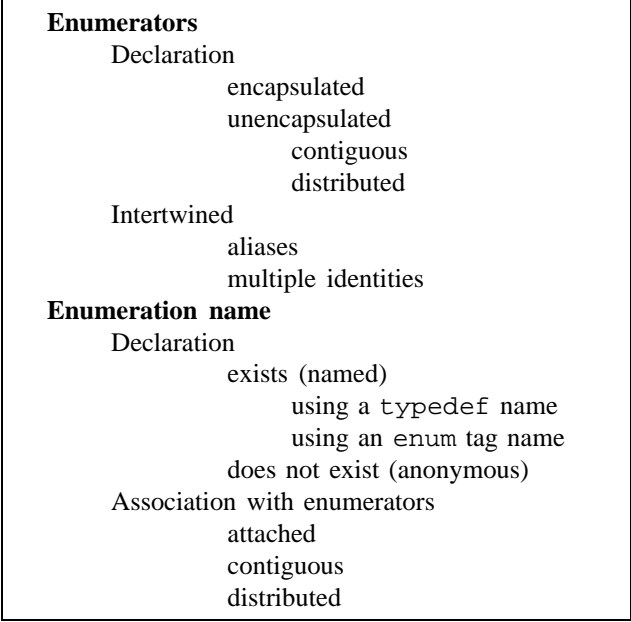 Enumerators
Declaration
encapsulated
unencapsulated
contiguous
distributed
Intertwined
aliases
multiple identities
Enumeration name
Declaration
exists (named)
using a typedef name
using an enum tag name
does not exist (anonymous)
Association with enumerators
attached
contiguous
distributed